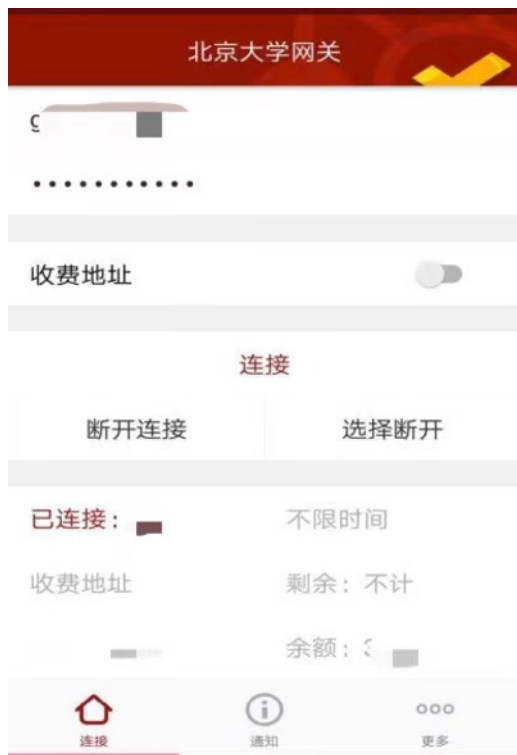 北京大学网关
g
•••••••••••
收费地址
连接
断开连接 选择断开
已连接： 不限时间
收费地址 剩余：不计
余额：
连接 通知 更多